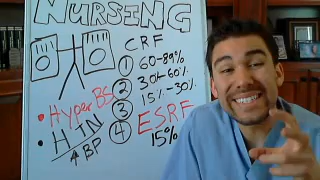 NURSING
CRF
① 60-89%
② 30-60%
③ 15%-30%
④ ESRF
15%
• Hyper BS
• HTN
↑BP